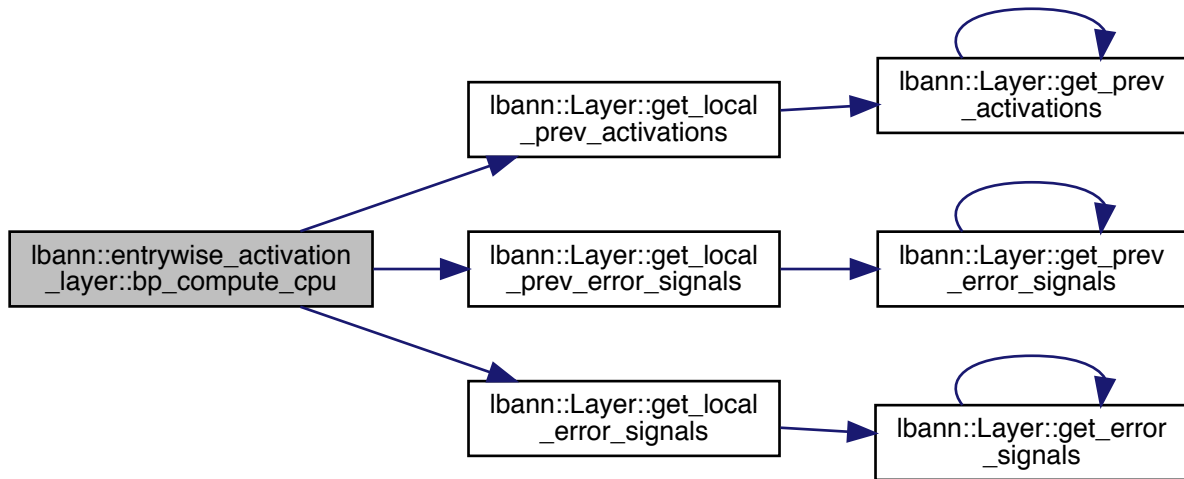 lbann::entrywise_activation
_layer::bp_compute_cpu
lbann::Layer::get_local
_prev_activations
lbann::Layer::get_prev
_activations
lbann::Layer::get_local
_prev_error_signals
lbann::Layer::get_prev
_error_signals
lbann::Layer::get_local
_error_signals
lbann::Layer::get_error
_signals